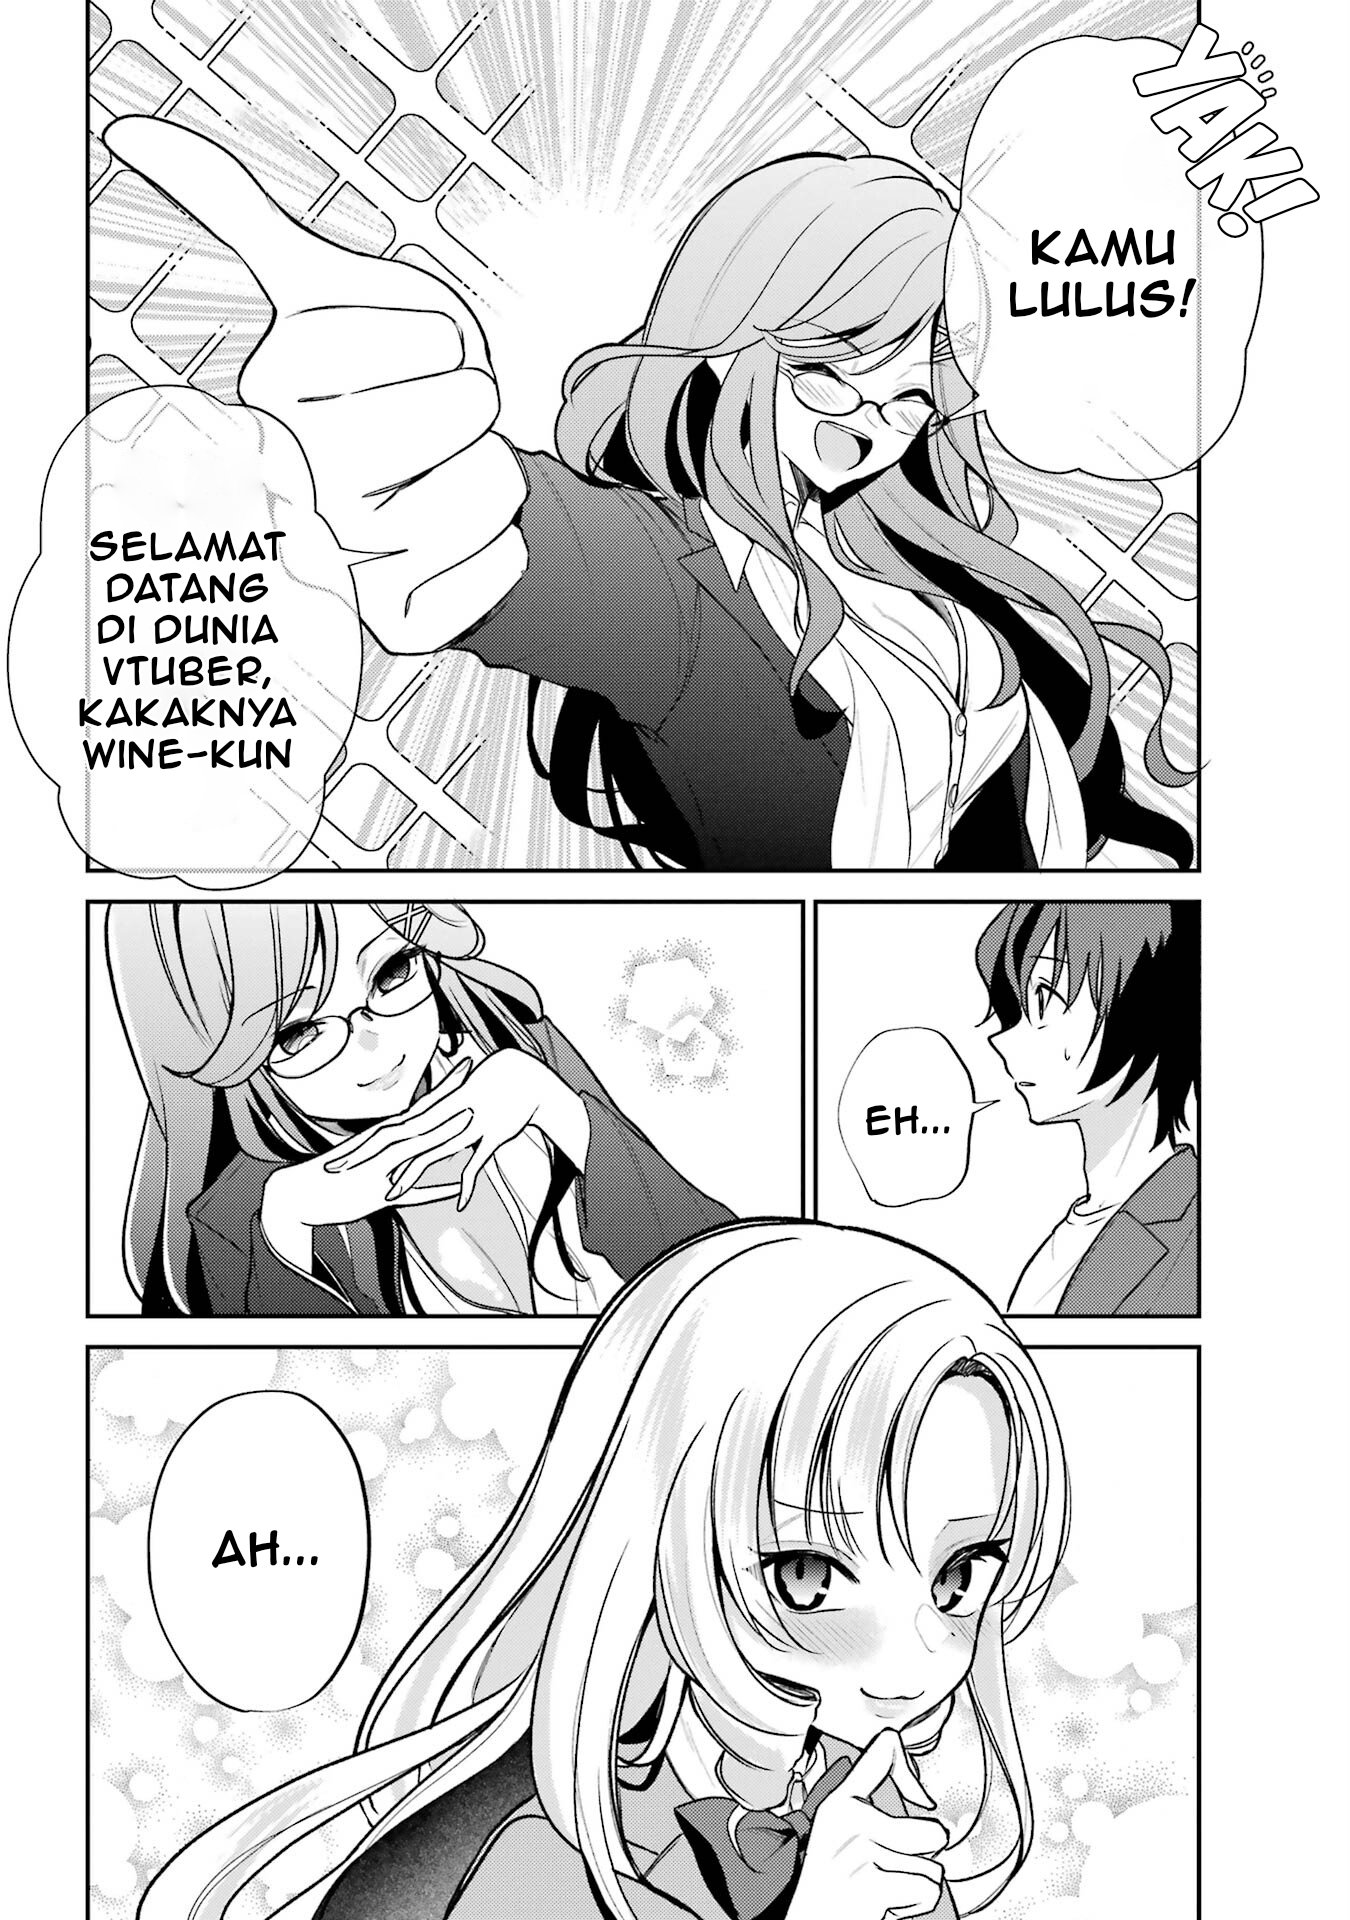 YAK!
KAMU
LULUS!
SELAMAT
DATANG
DI DUNIA
VTUBER,
KAKAKNYA
WINE-KUN
EH...
AH...